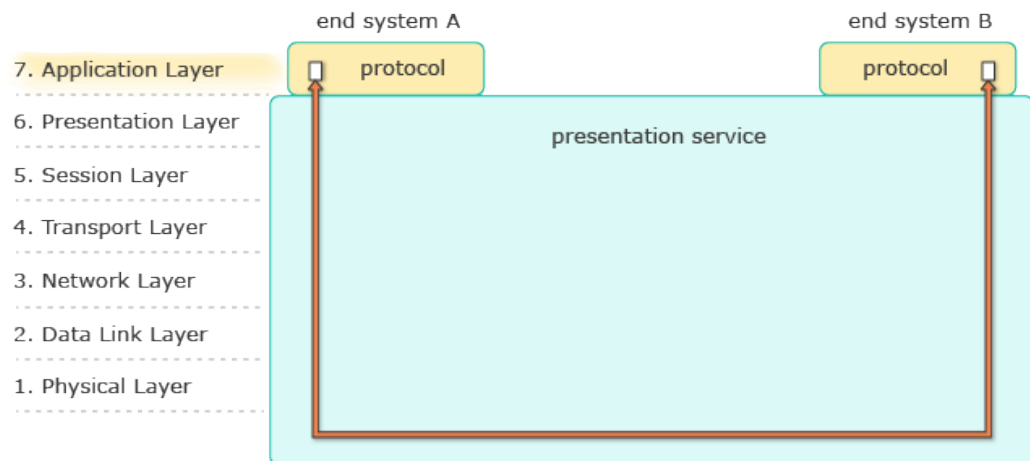 end system A
end system B
7. Application Layer
protocol
protocol
6. Presentation Layer
presentation service
5. Session Layer
4. Transport Layer
3. Network Layer
2. Data Link Layer
1. Physical Layer